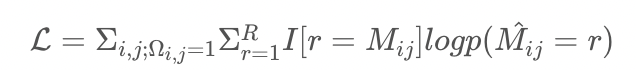 ℒ = Σ_{i,j;Ω_{i,j}=1} Σ_{r=1}^{R} I[r = M_{ij}] log p(M̂_{ij} = r)